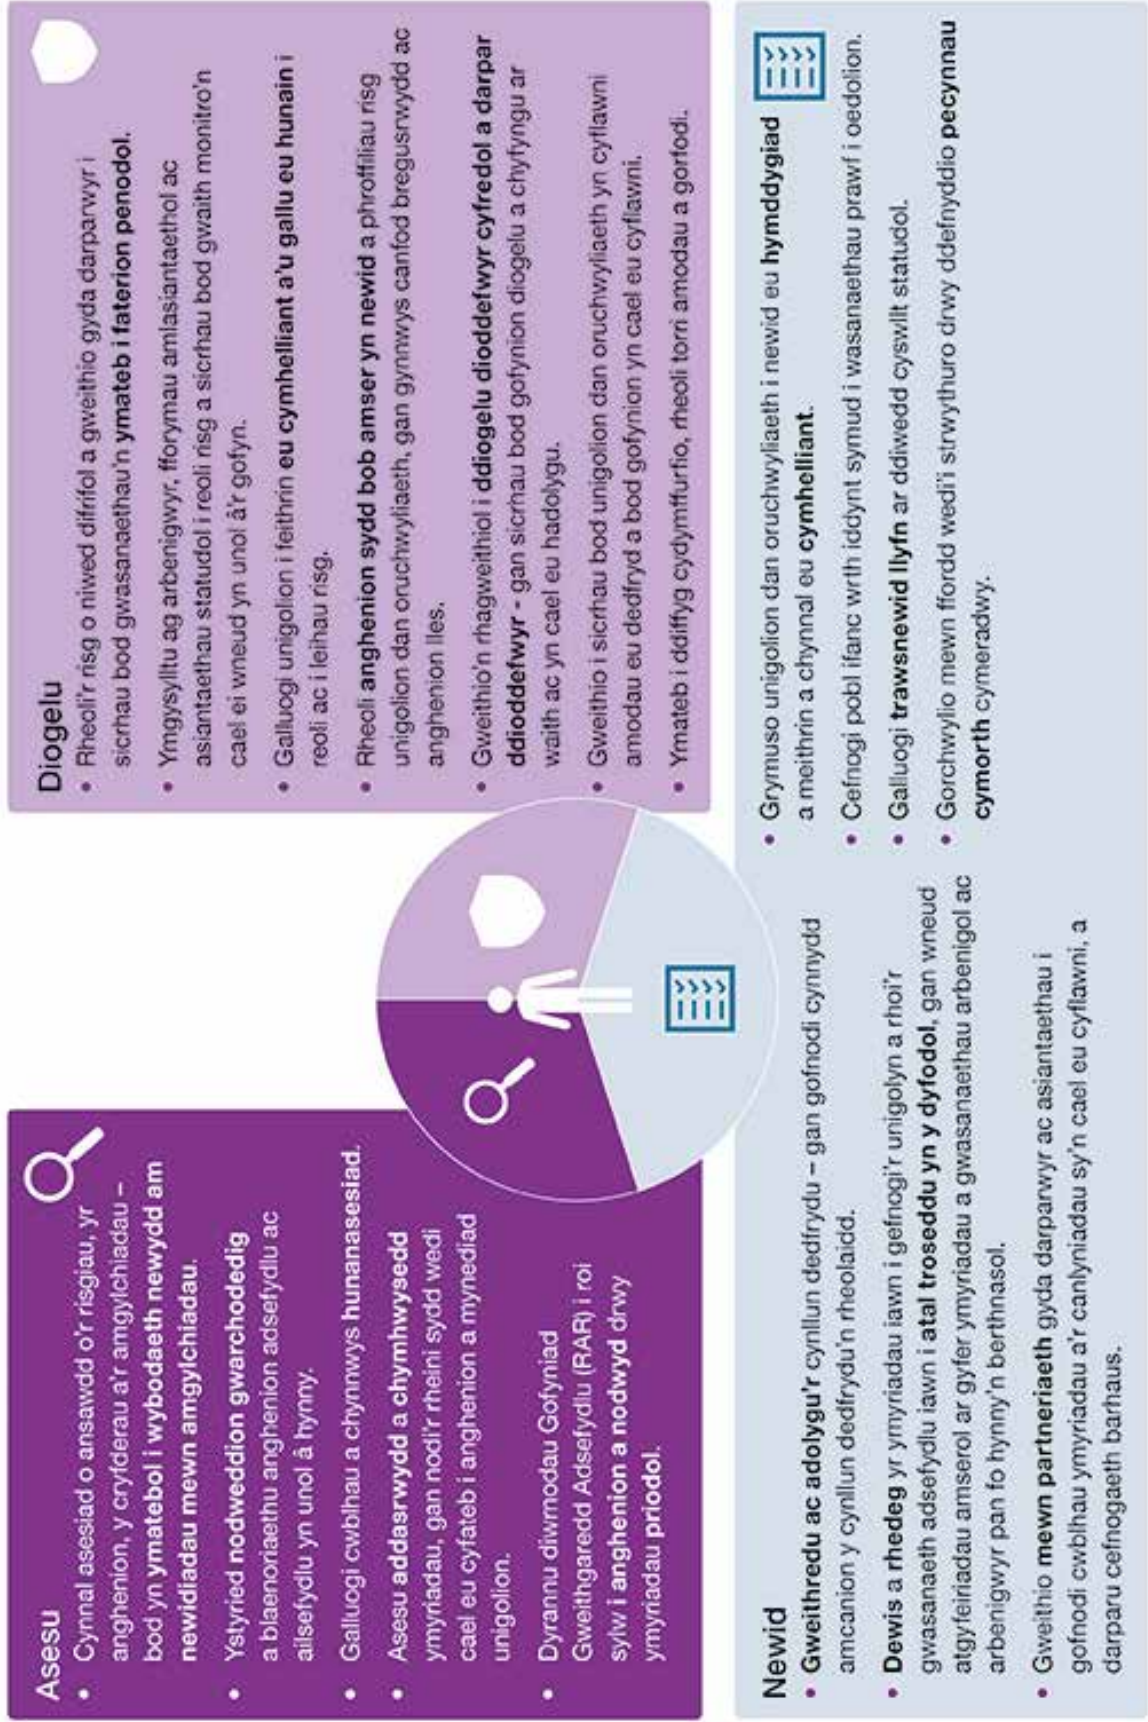 Asesu
• Cynnal asesiad o ansawdd o'r risgiau, yr
anghenion, y cryfderau a'r amgylchiadau –
bod yn ymatebol i wybodaeth newydd am
newidiadau mewn amgylchiadau.
• Ystyried nodweddion gwarchodedig
a blaenoriaethu anghenion adsefydlu ac
ailsefydlu yn unol â hynny.
• Galluogi cwblhau a chynnwys hunanasesiad.
• Asesu addasrwydd a chymhwysedd
ymyriadau, gan nodi'r rheini sydd wedi
cael eu cyfateb i anghenion a mynediad
unigolion.
• Dyrannu diwrnodau Gofyniad
Gweithgaredd Adsefydlu (RAR) i roi
sylw i anghenion a nodwyd drwy
ymyriadau priodol.
Diogelu
• Rheoli'r risg o niwed difrifol a gweithio gyda darparwyr i
sicrhau bod gwasanaethau'n ymateb i faterion penodol.
• Ymgysylltu ag arbenigwyr, fforymau amlasiantaethol ac
asiantaethau statudol i reoli risg a sicrhau bod gwaith monitro'n
cael ei wneud yn unol â'r gofyn.
• Galluogi unigolion i feithrin eu cymhelliant a'u gallu eu hunain i
reoli ac i leihau risg.
• Rheoli anghenion sydd bob amser yn newid a phroffiliau risg
unigolion dan oruchwyliaeth, gan gynnwys canfod bregusrwydd ac
anghenion lles.
• Gweithio'n rhagweithiol i ddiogelu dioddefwyr cyfredol a darpar
ddioddefwyr - gan sicrhau bod gofynion diogelu a chyfyngu ar
waith ac yn cael eu hadolygu.
• Gweithio i sicrhau bod unigolion dan oruchwyliaeth yn cyflawni
amodau eu dedfryd a bod gofynion yn cael eu cyflawni.
• Ymateb i ddiffyg cydymffurfio, rheoli torri amodau a gorfodi.
Newid
• Gweithredu ac adolygu'r cynllun dedfrydu – gan gofnodi cynnydd
amcanion y cynllun dedfrydu'n rheolaidd.
• Dewis a rhedeg yr ymyriadau iawn i gefnogi'r unigolyn a rhoi'r
gwasanaeth adsefydlu iawn i atal troseddu yn y dyfodol, gan wneud
atgyfeiriadau amserol ar gyfer ymyriadau a gwasanaethau arbenigol ac
arbenigwyr pan fo hynny'n berthnasol.
• Gweithio mewn partneriaeth gyda darparwyr ac asiantaethau i
gofnodi cwblhau ymyriadau a'r canlyniadau sy'n cael eu cyflawni, a
darparu cefnogaeth barhaus.
• Grymuso unigolion dan oruchwyliaeth i newid eu hymddygiad
a meithrin a chynnal eu cymhelliant.
• Cefnogi pobl ifanc wrth iddynt symud i wasanaethau prawf i oedolion.
• Galluogi trawsnewid llyfn ar ddiwedd cyswllt statudol.
• Gorchwylio mewn ffordd wedi'i strwythuro drwy ddefnyddio pecynnau
cymorth cymeradwy.